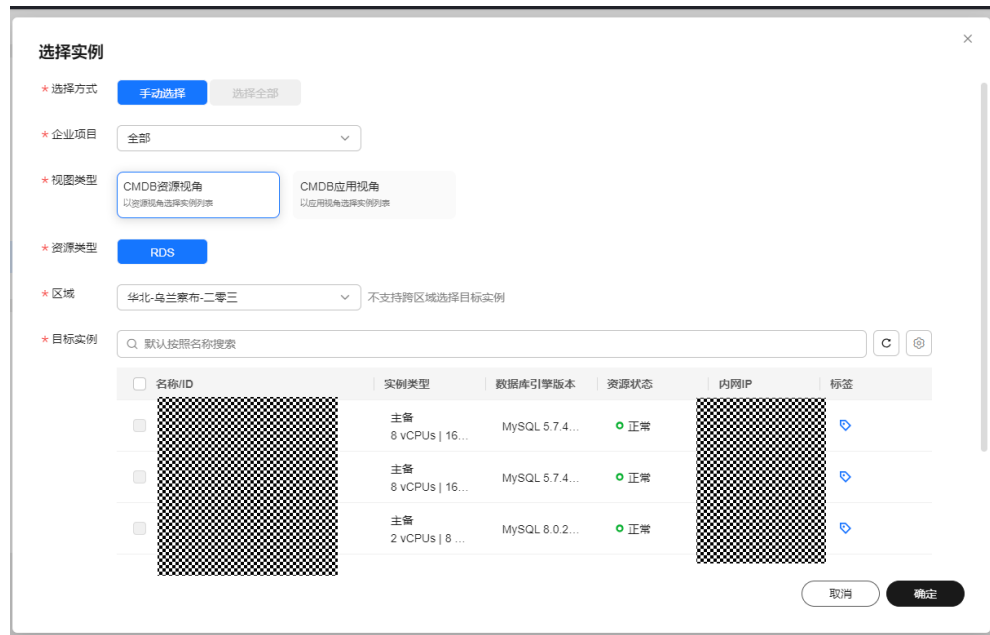 选择实例
* 选择方式 手动选择 选择全部
* 企业项目 全部
* 视图类型 CMDB资源视角 CMDB应用视角
以资源视角选择实例列表 以应用视角选择实例列表
* 资源类型 RDS
* 区域 华北-乌兰察布-二零三 不支持跨区域选择目标实例
* 目标实例 默认按照名称搜索
名称/ID 实例类型 数据库引擎版本 资源状态 内网IP 标签
主备
8 vCPUs | 16... MySQL 5.7.4... 正常
主备
8 vCPUs | 16... MySQL 5.7.4... 正常
主备
2 vCPUs | 8 ... MySQL 8.0.2... 正常
取消 确定